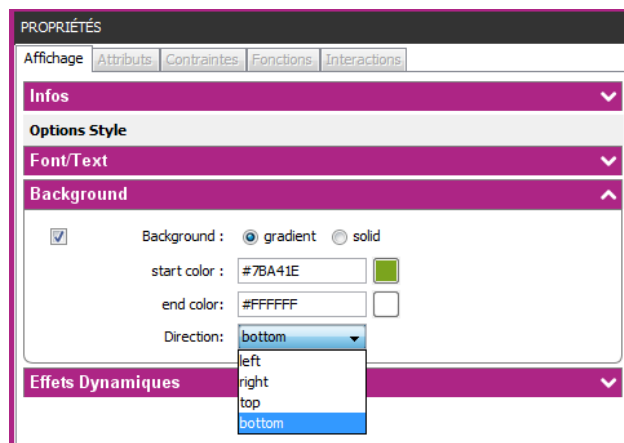 PROPRIÉTÉS
Affichage Attributs Contraintes Fonctions Interactions
Infos
Options Style
Font/Text
Background
Background : gradient solid
start color : #7BA41E
end color: #FFFFFF
Direction: bottom
left
right
Effets Dynamiques
top
bottom